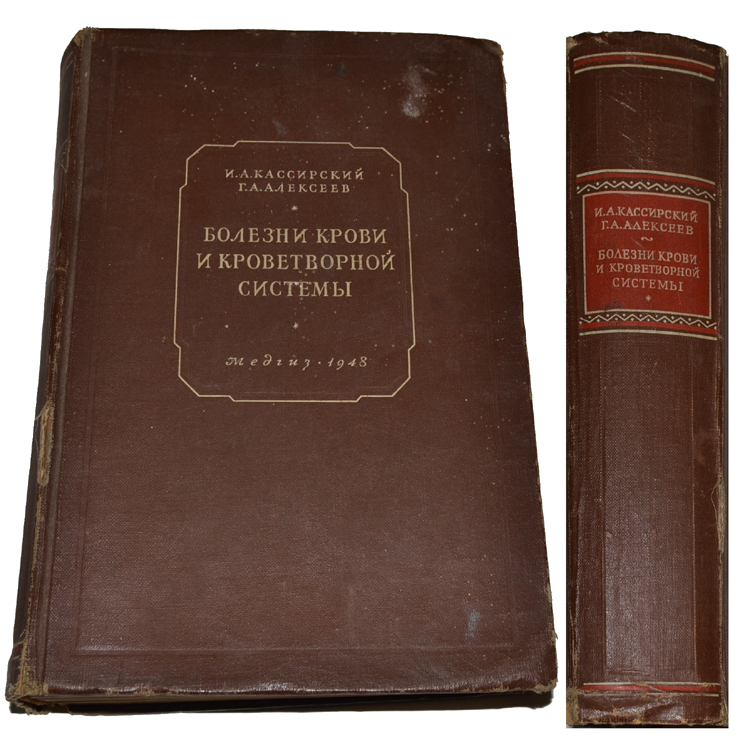 И.А.КАССИРСКИЙ
Г.А.АЛЕКСЕЕВ
БОЛЕЗНИ КРОВИ
И КРОВЕТВОРНОЙ
СИСТЕМЫ
Медгиз · 1948
И.А.КАССИРСКИЙ
Г.А.АЛЕКСЕЕВ
БОЛЕЗНИ КРОВИ
И КРОВЕТВОРНОЙ
СИСТЕМЫ